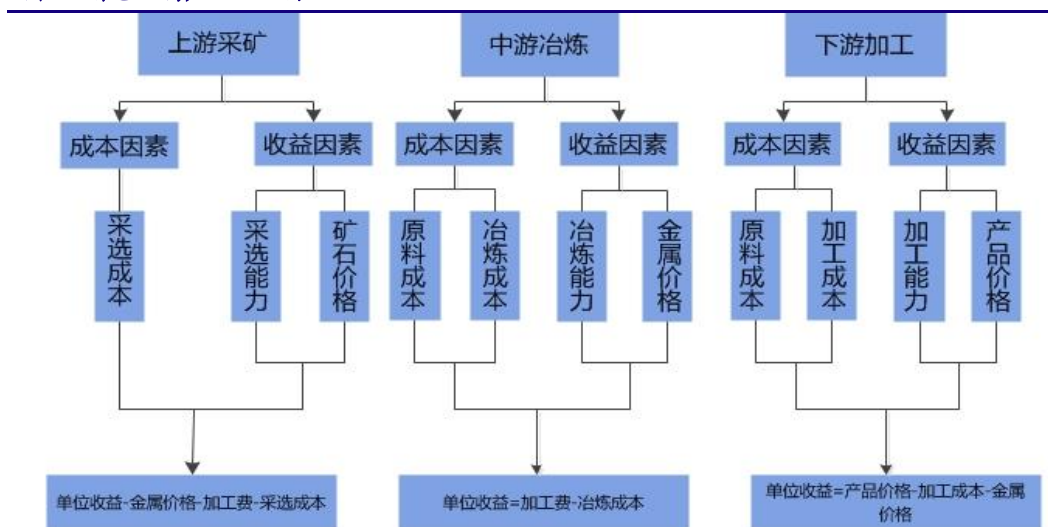 上游采矿
中游冶炼
下游加工
成本因素
收益因素
成本因素
收益因素
成本因素
收益因素
采选成本
采选能力
矿石价格
原料成本
冶炼成本
冶炼能力
金属价格
原料成本
加工成本
加工能力
产品价格
单位收益-金属价格-加工费-采选成本
单位收益=加工费-冶炼成本
单位收益=产品价格-加工成本-金属
价格